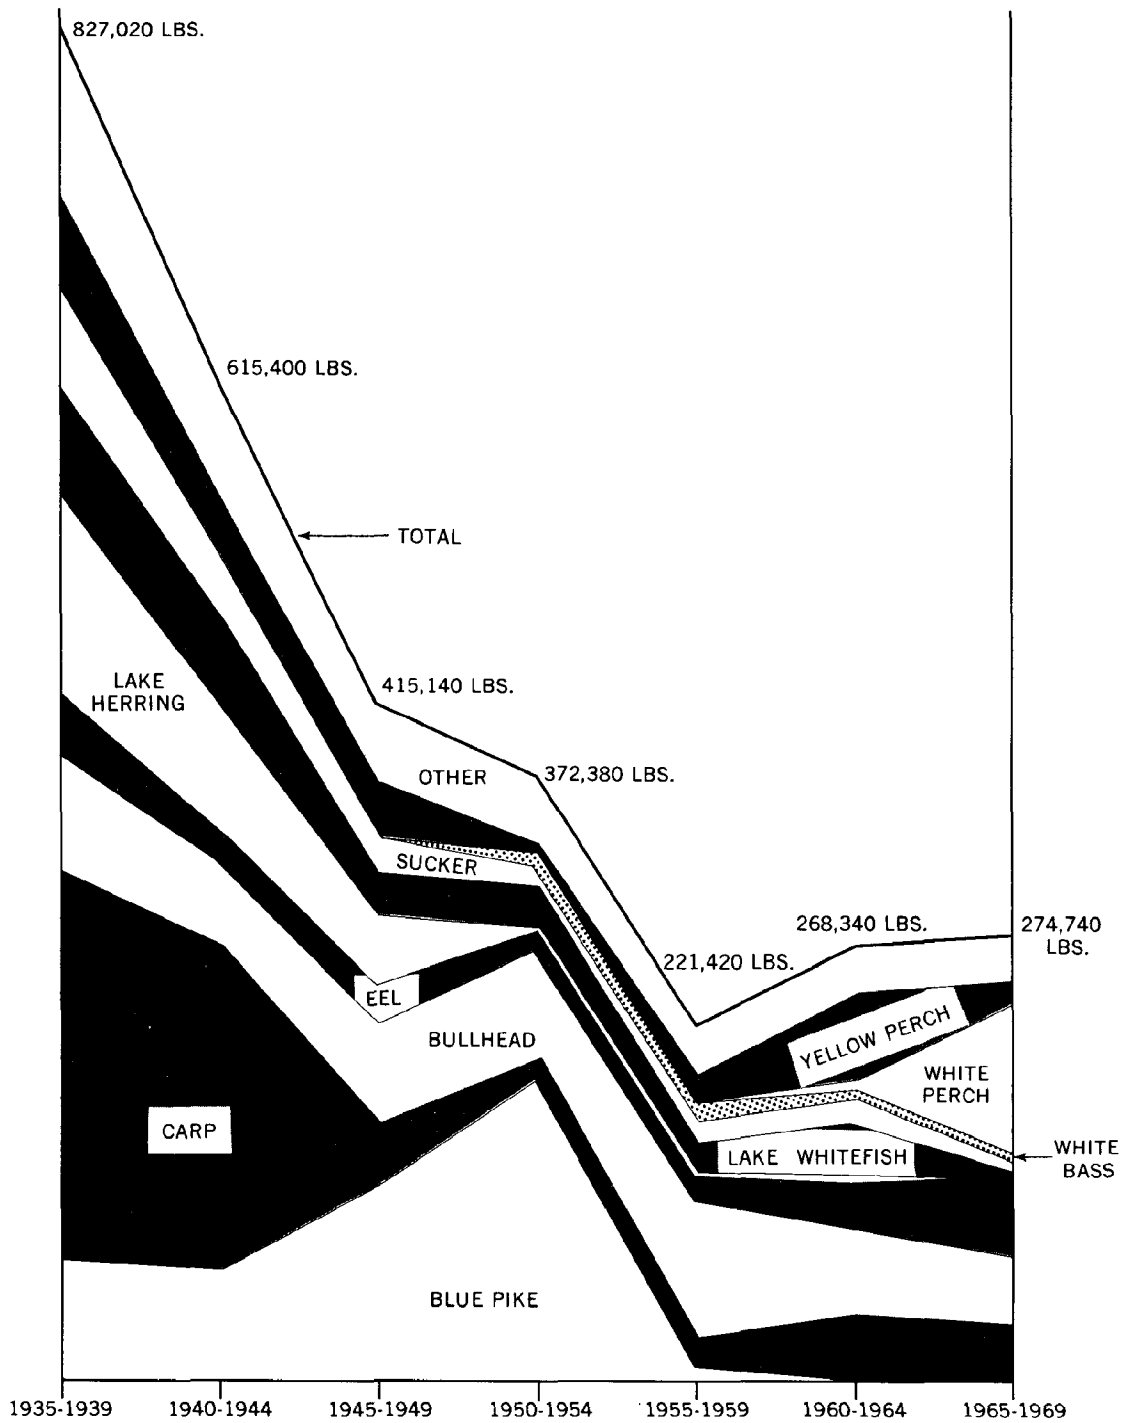 827,020 LBS.
615,400 LBS.
TOTAL
LAKE
HERRING
415,140 LBS.
OTHER
372,380 LBS.
SUCKER
268,340 LBS.
274,740
LBS.
221,420 LBS.
EEL
BULLHEAD
YELLOW PERCH
WHITE
PERCH
CARP
LAKE WHITEFISH
WHITE
BASS
BLUE PIKE
1935-1939 1940-1944 1945-1949 1950-1954 1955-1959 1960-1964 1965-1969